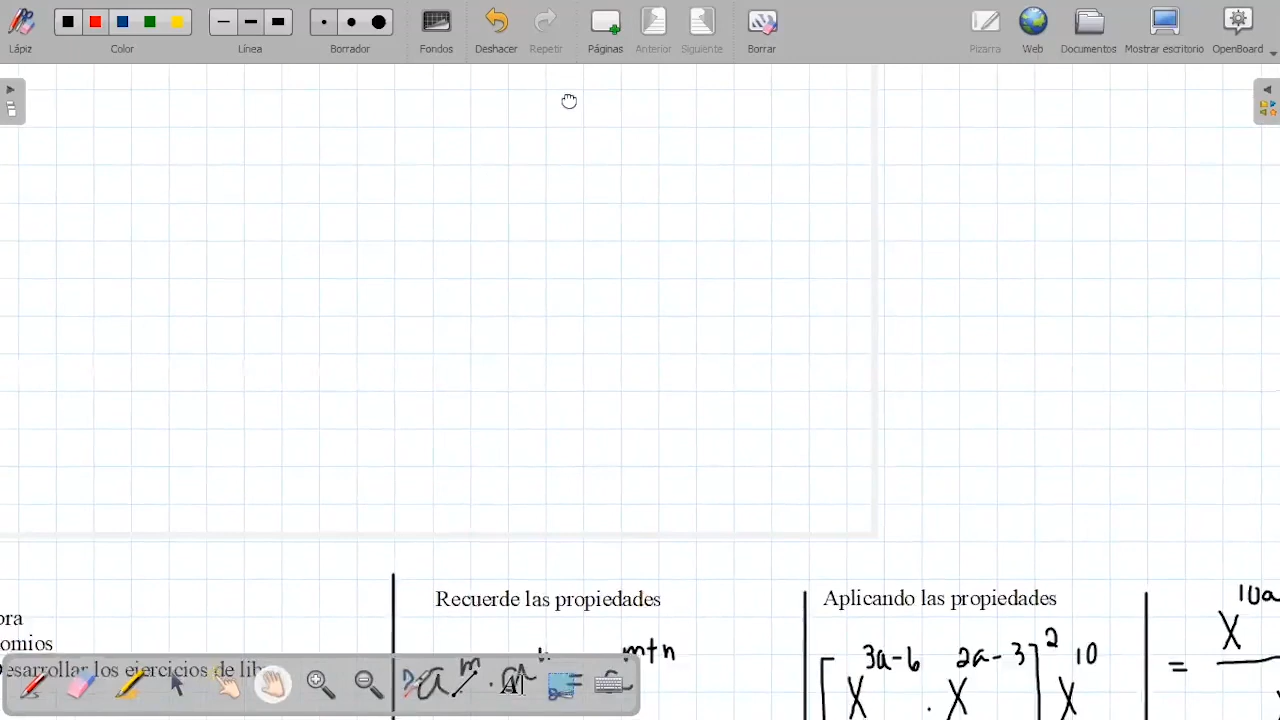 Lápiz Color Línea Borrador Fondos Deshacer Repetir Páginas Anterior Siguiente Borrar Pizarra Web Documentos Mostrar escritorio OpenBoard
Recuerde las propiedades
Aplicando las propiedades
ora
omios
esarrollar los ejercicios de lib
a^m . a^n = a^{m+n}
[x^{3a-6} . x^{2a-3}]^2 x^{10}
= x^{10a